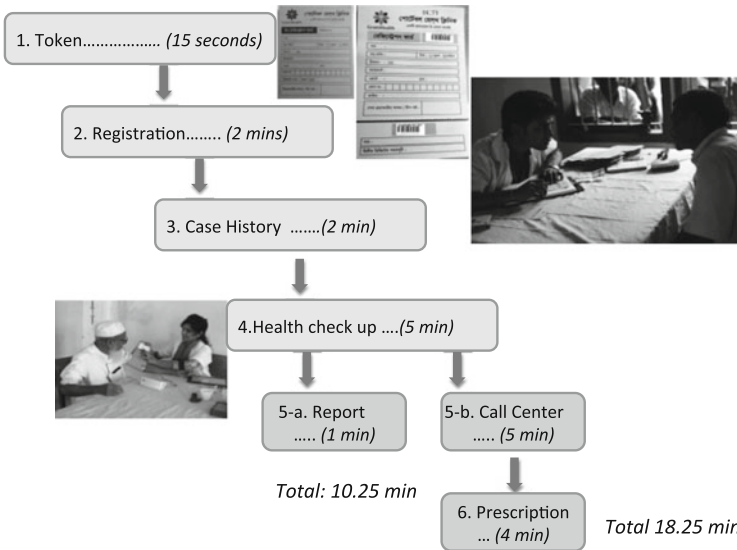 1. Token.................. (15 seconds)
2. Registration........ (2 mins)
3. Case History .......(2 min)
4.Health check up ....(5 min)
5-a. Report
..... (1 min)
5-b. Call Center
..... (5 min)
Total: 10.25 min
6. Prescription
... (4 min)
Total 18.25 min